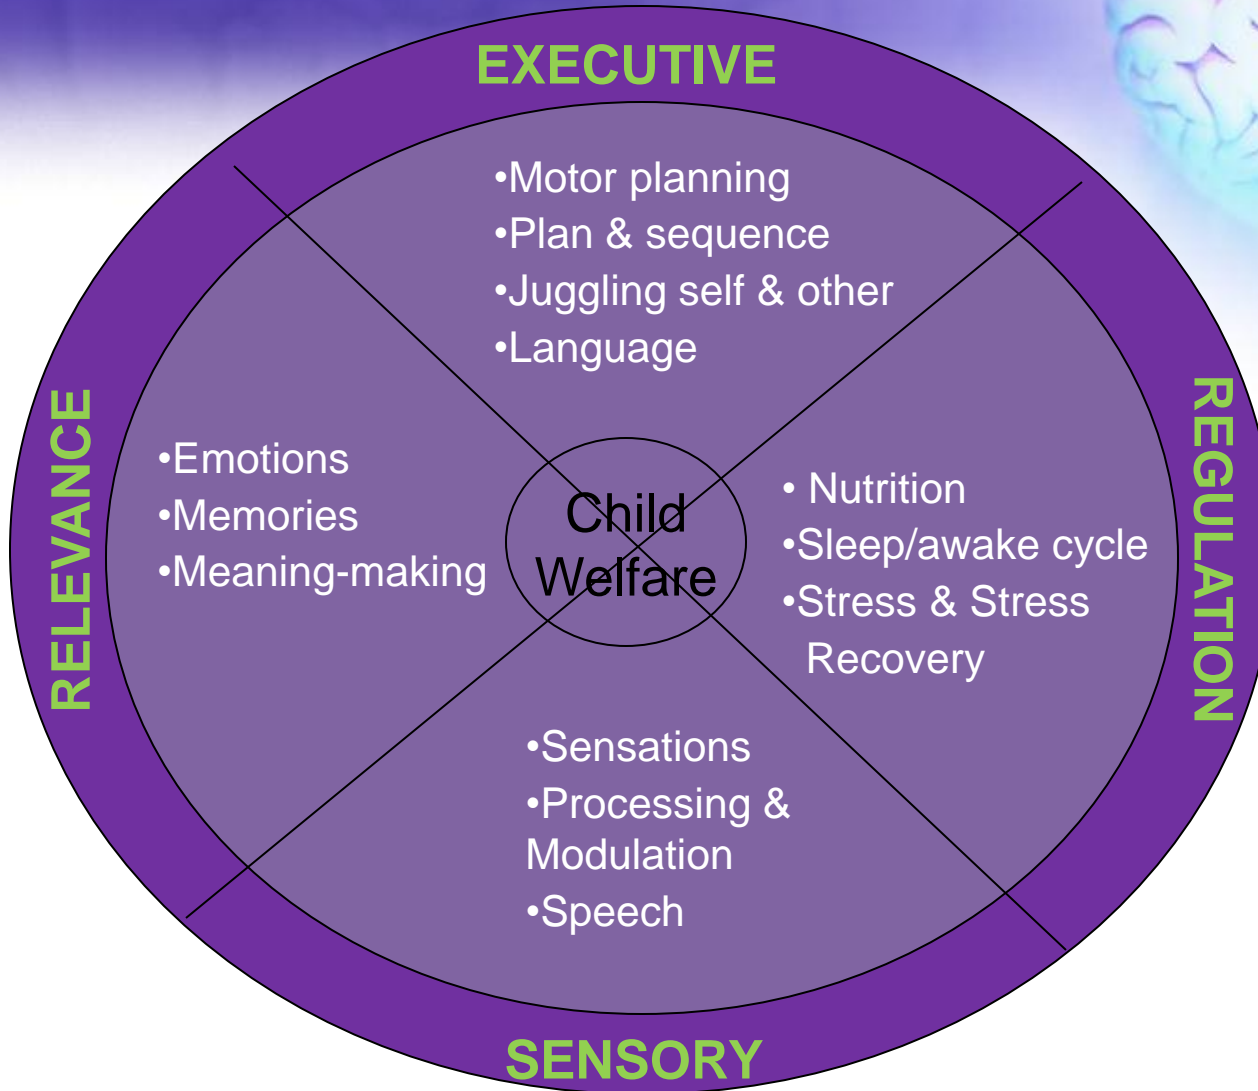 EXECUTIVE
•Motor planning
•Plan & sequence
•Juggling self & other
•Language
RELEVANCE
•Emotions
•Memories
•Meaning-making
Child
Welfare
REGULATION
• Nutrition
•Sleep/awake cycle
•Stress & Stress
Recovery
•Sensations
•Processing &
Modulation
•Speech
SENSORY